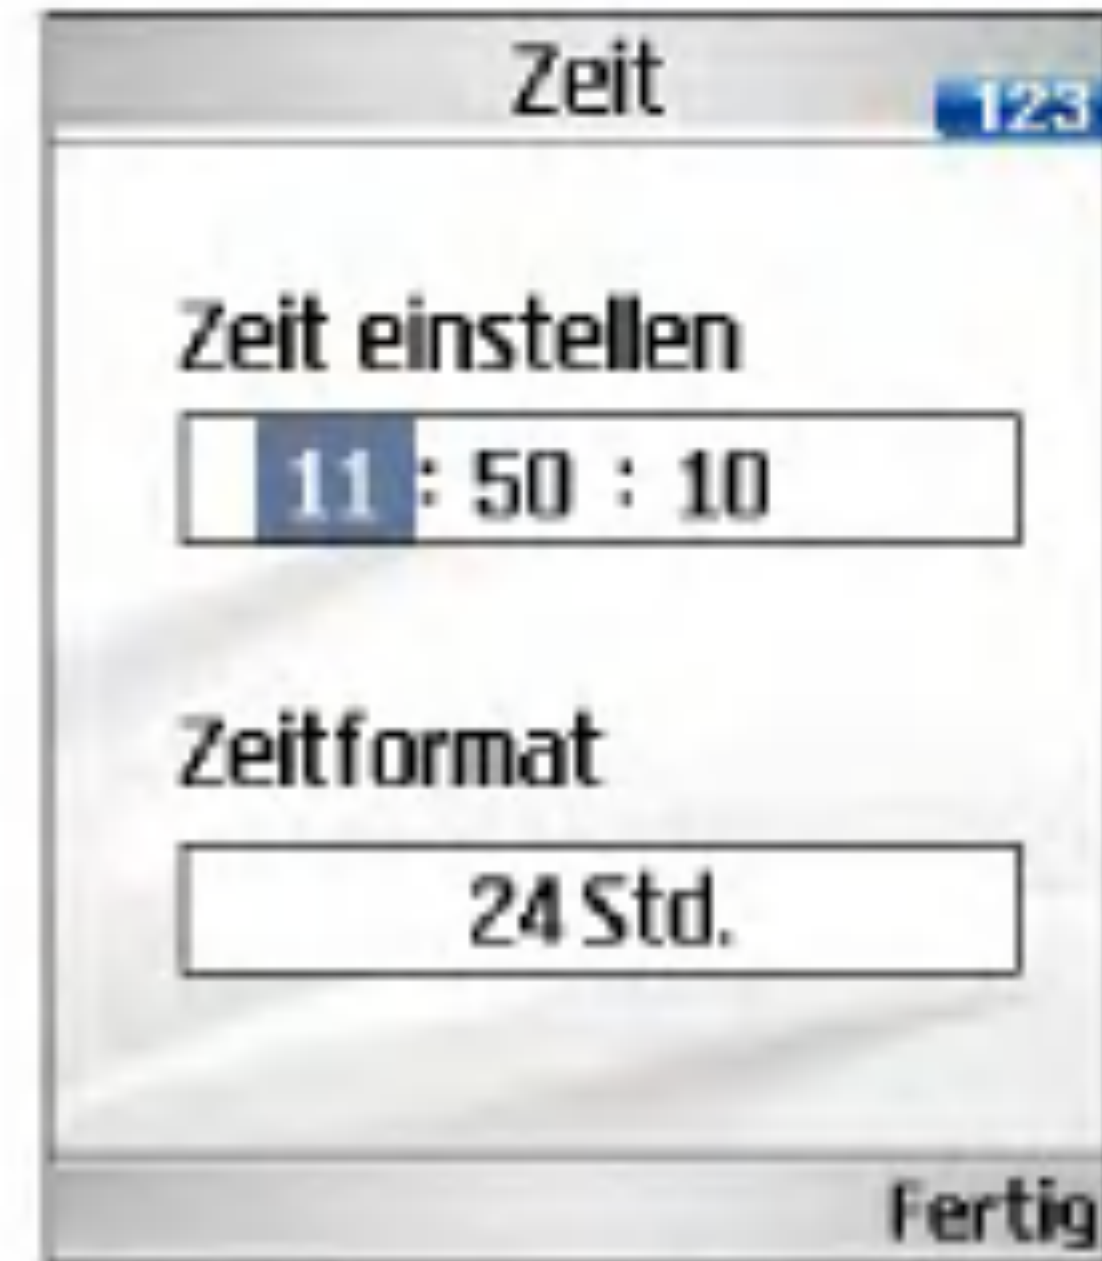 Zeit
123
Zeit einstellen
11 : 50 : 10
Zeitformat
24 Std.
Fertig